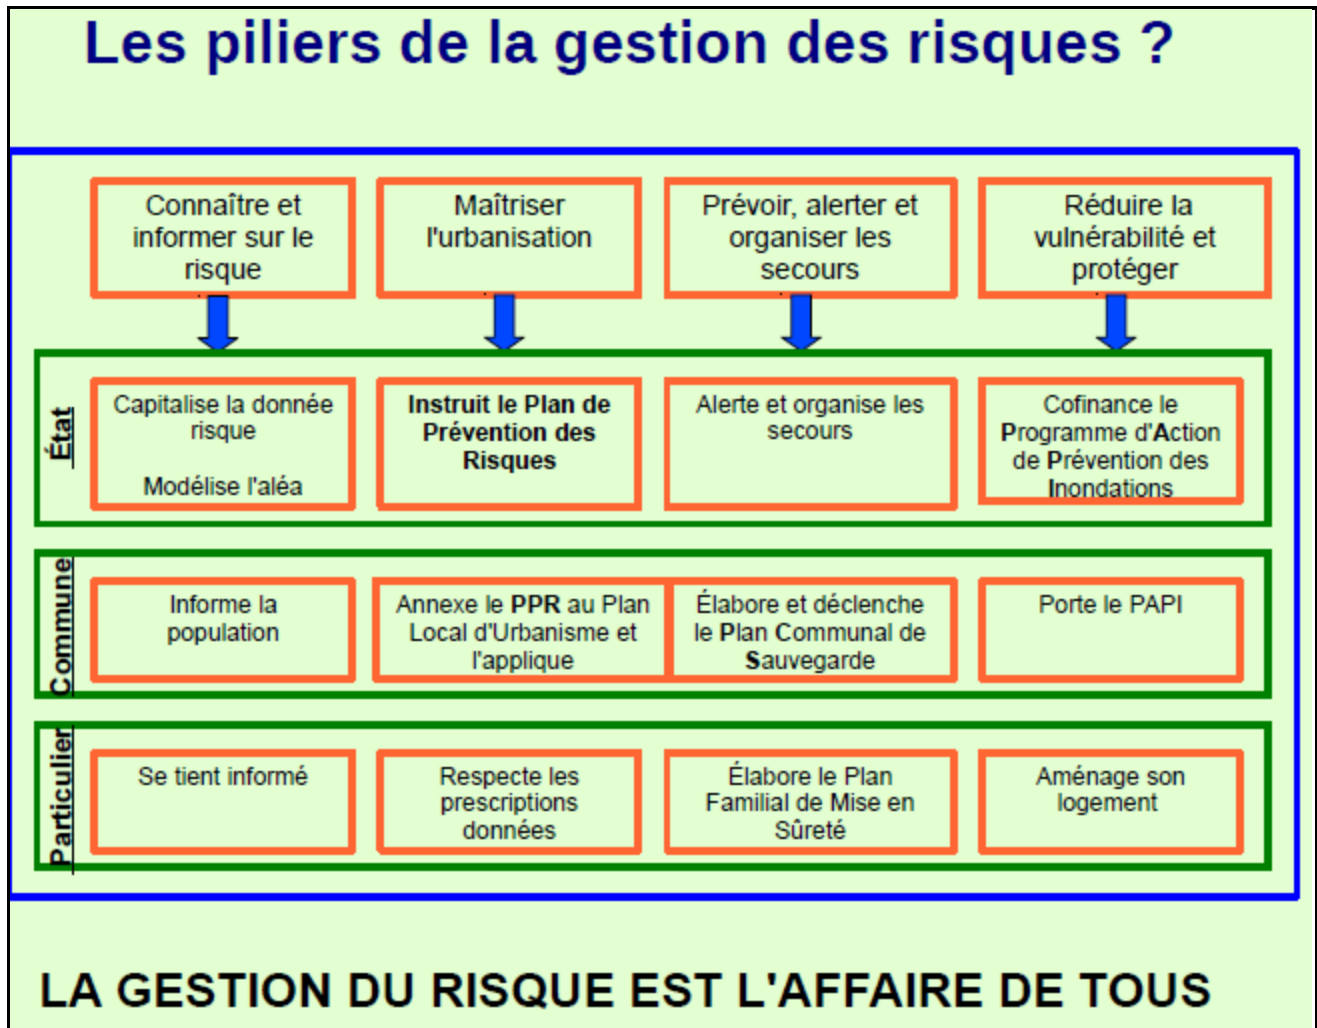 Les piliers de la gestion des risques ?
Connaître et
informer sur le
risque
Maîtriser
l'urbanisation
Prévoir, alerter et
organiser les
secours
Réduire la
vulnérabilité et
protéger
État
Capitalise la donnée
risque
Modélise l'aléa
Instruit le Plan de
Prévention des
Risques
Alerte et organise les
secours
Cofinance le
Programme d'Action
de Prévention des
Inondations
Commune
Informe la
population
Annexe le PPR au Plan
Local d'Urbanisme et
l'applique
Élabore et déclenche
le Plan Communal de
Sauvegarde
Porte le PAPI
Particulier
Se tient informé
Respecte les
prescriptions
données
Élabore le Plan
Familial de Mise en
Sûreté
Aménage son
logement
LA GESTION DU RISQUE EST L'AFFAIRE DE TOUS